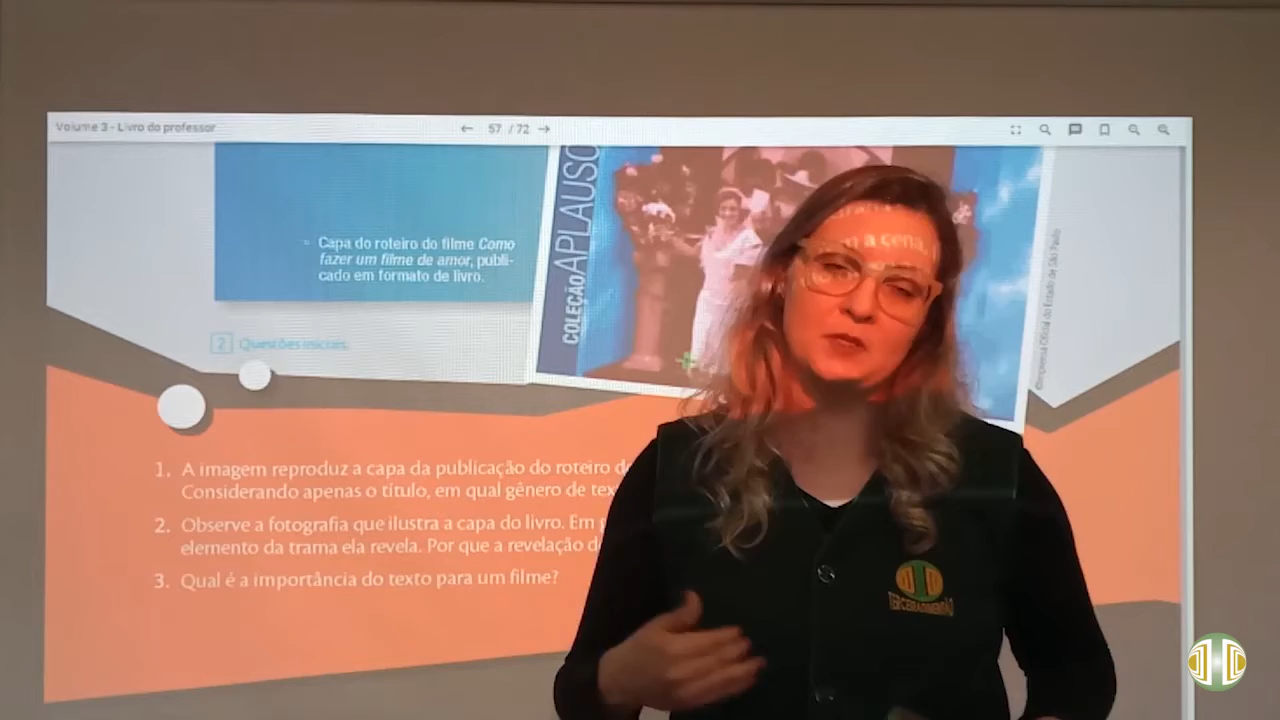 Volume 3 - Livro do professor
57 / 72
Capa do roteiro do filme Como
fazer um filme de amor, publi-
cado em formato de livro.
COLEÇÃO APLAUSO
Imprensa Oficial do Estado de São Paulo
2 Questões iniciais
a cena,
1. A imagem reproduz a capa da publicação do roteiro d
Considerando apenas o título, em qual gênero de tex
2. Observe a fotografia que ilustra a capa do livro. Em
elemento da trama ela revela. Por que a revelação d
3. Qual é a importância do texto para um filme?
TERCEIRA DIMENSÃO